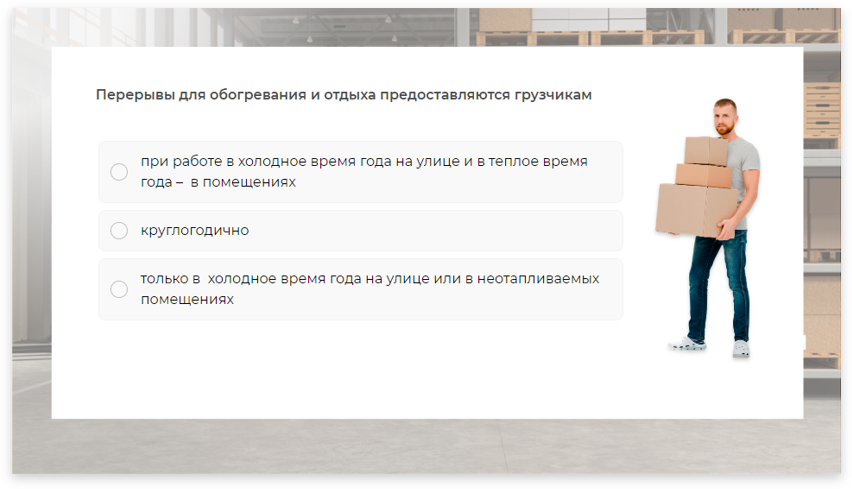 Перерывы для обогревания и отдыха предоставляются грузчикам
при работе в холодное время года на улице и в теплое время
года –  в помещениях
круглогодично
только в  холодное время года на улице или в неотапливаемых
помещениях